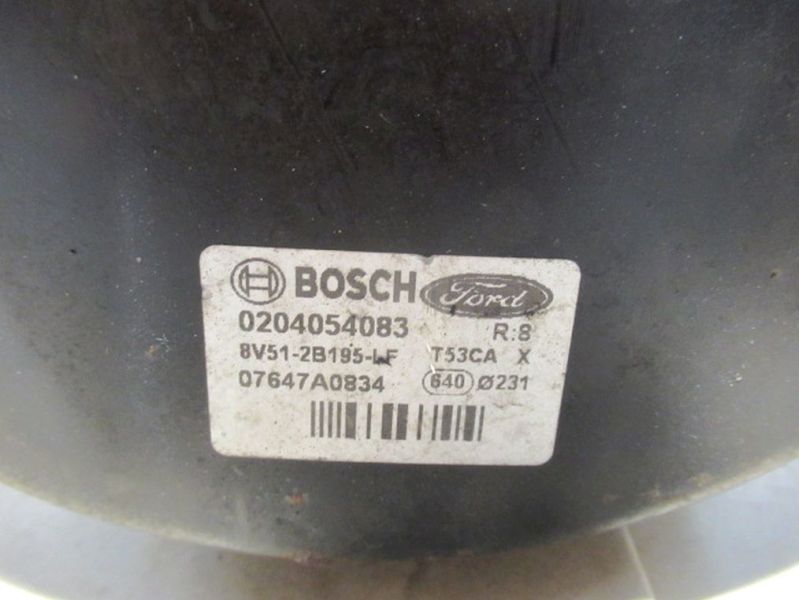 BOSCH Ford
0204054083 R:8
8V51-2B195-LF T53CA X
07647A0834 640 Ø231